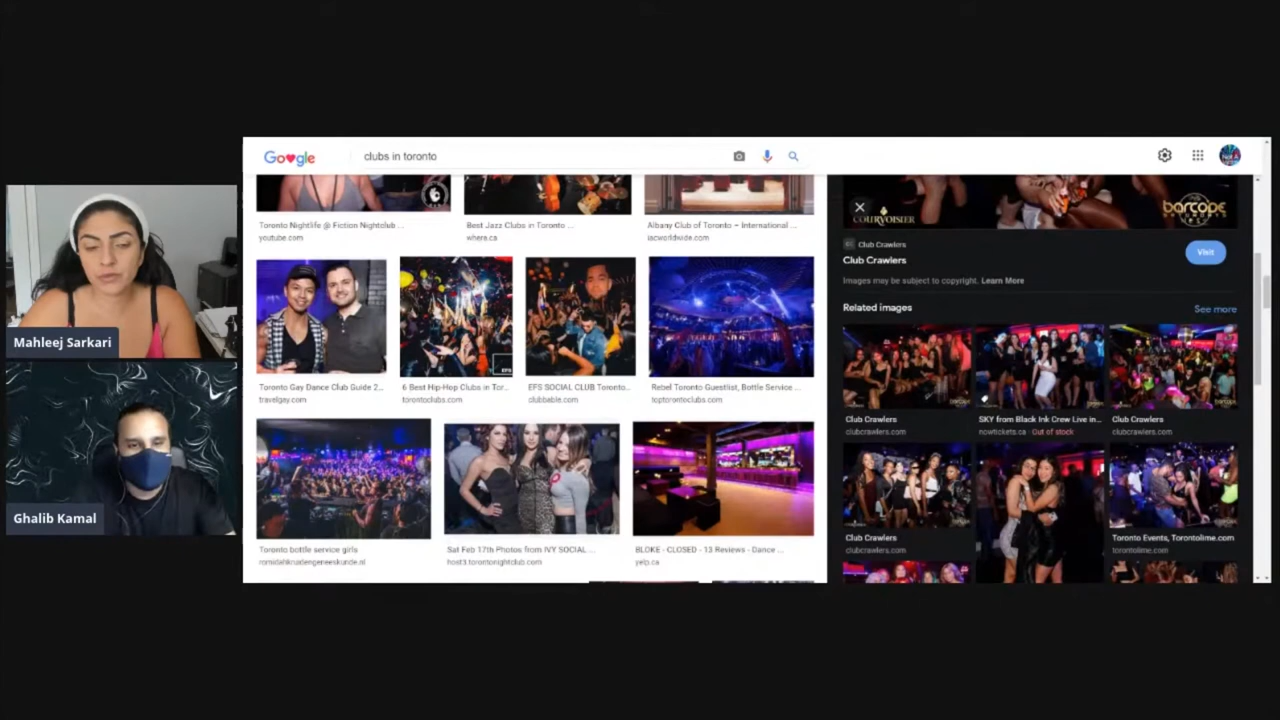 Mahleej Sarkari
Ghalib Kamal
Go♥gle
clubs in toronto
Toronto Nightlife @ Fiction Nightclub ...
youtube.com
Best Jazz Clubs in Toronto ...
where.ca
Albany Club of Toronto – International ...
iacworldwide.com
Toronto Gay Dance Club Guide 2...
travelgay.com
6 Best Hip-Hop Clubs in Tor...
torontoclubs.com
EFS SOCIAL CLUB Toronto...
clubbable.com
Rebel Toronto Guestlist, Bottle Service ...
toptorontoclubs.com
Toronto bottle service girls
Sat Feb 17th Photos from IVY SOCIAL ...
host3.torontonightclub.com
BLOKE - CLOSED - 13 Reviews - Dance ...
yelp.ca
COURVOISIER
barcode
SATURDAYS
Club Crawlers
Visit
Club Crawlers
Images may be subject to copyright. Learn More
Related images
See more
Club Crawlers
clubcrawlers.com
SKY from Black Ink Crew Live in...
nowtickets.ca · Out of stock
Club Crawlers
clubcrawlers.com
Club Crawlers
clubcrawlers.com
Toronto Events, Torontolime.com
torontolime.com